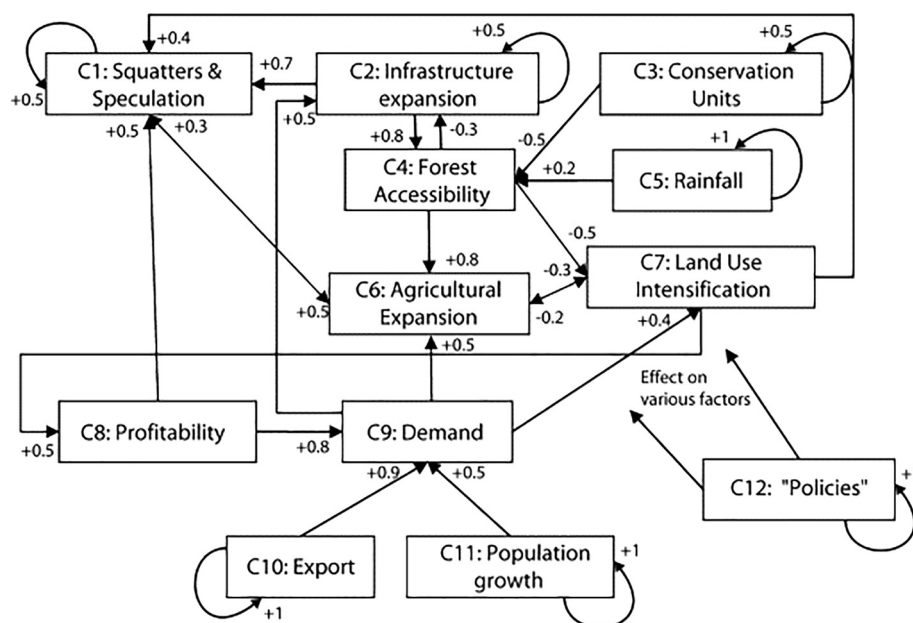 +0.4
+0.5
+0.5
C1: Squatters &
Speculation
+0.7
C2: Infrastructure
expansion
C3: Conservation
Units
+0.5
+0.5
+0.3
+0.5
+0.8
-0.3
-0.5
+1
C4: Forest
Accessibility
+0.2
C5: Rainfall
-0.5
+0.8
-0.3
C7: Land Use
Intensification
C6: Agricultural
Expansion
+0.5
-0.2
+0.4
+0.5
Effect on
various factors
C8: Profitability
C9: Demand
+0.5
+0.8
+0.9
+0.5
C12: "Policies"
+
C10: Export
C11: Population
growth
+1
+1